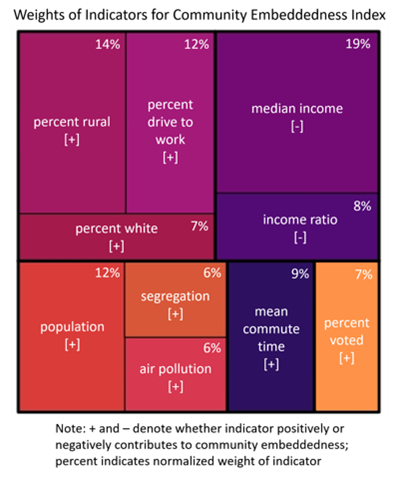 Weights of Indicators for Community Embeddedness Index
14%
percent rural
[+]
12%
percent
drive to
work
[+]
19%
median income
[-]
7%
percent white
[+]
8%
income ratio
[-]
12%
population
[+]
6%
segregation
[+]
6%
air pollution
[+]
9%
mean
commute
time
[+]
7%
percent
voted
[+]
Note: + and – denote whether indicator positively or
negatively contributes to community embeddedness;
percent indicates normalized weight of indicator